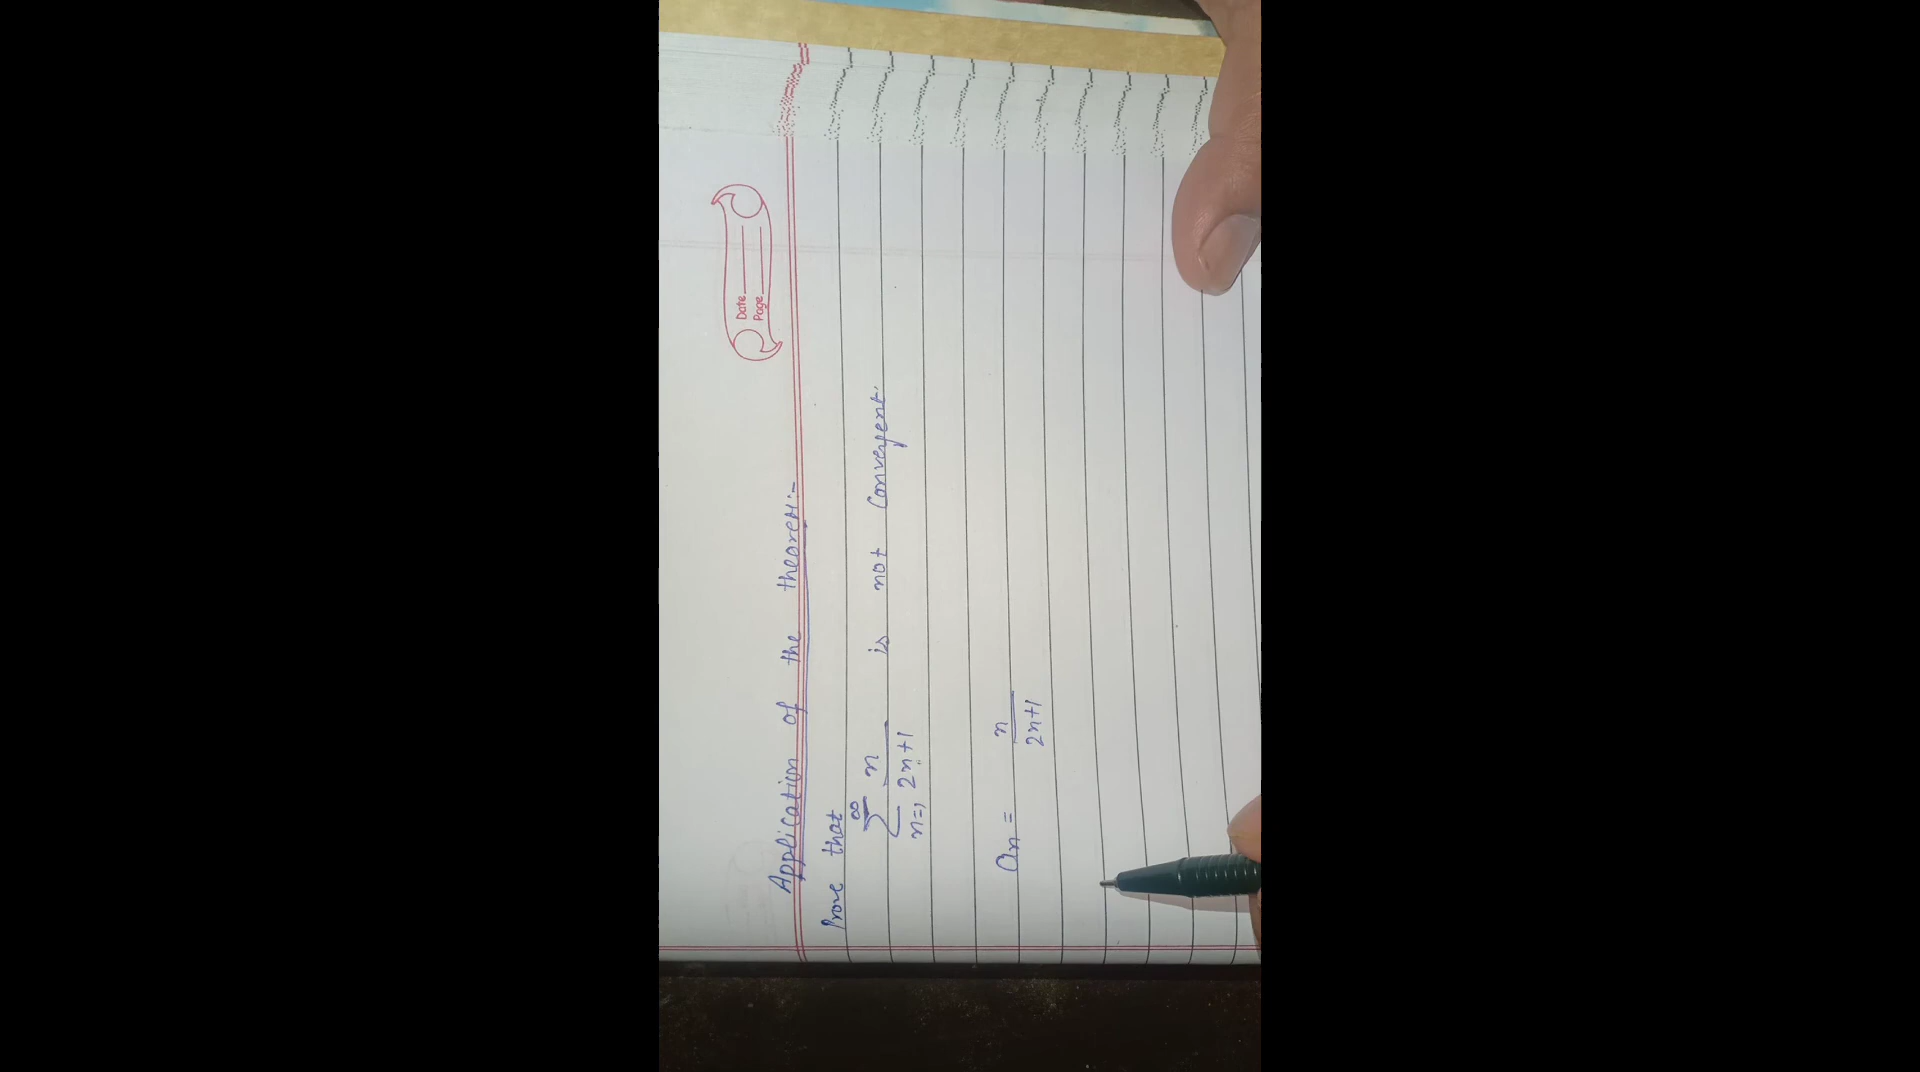 Date
Page
Application of the theorem:-
Prove that
∞
∑ n/2n+1 is not Convergent.
n=1
an = n/2n+1